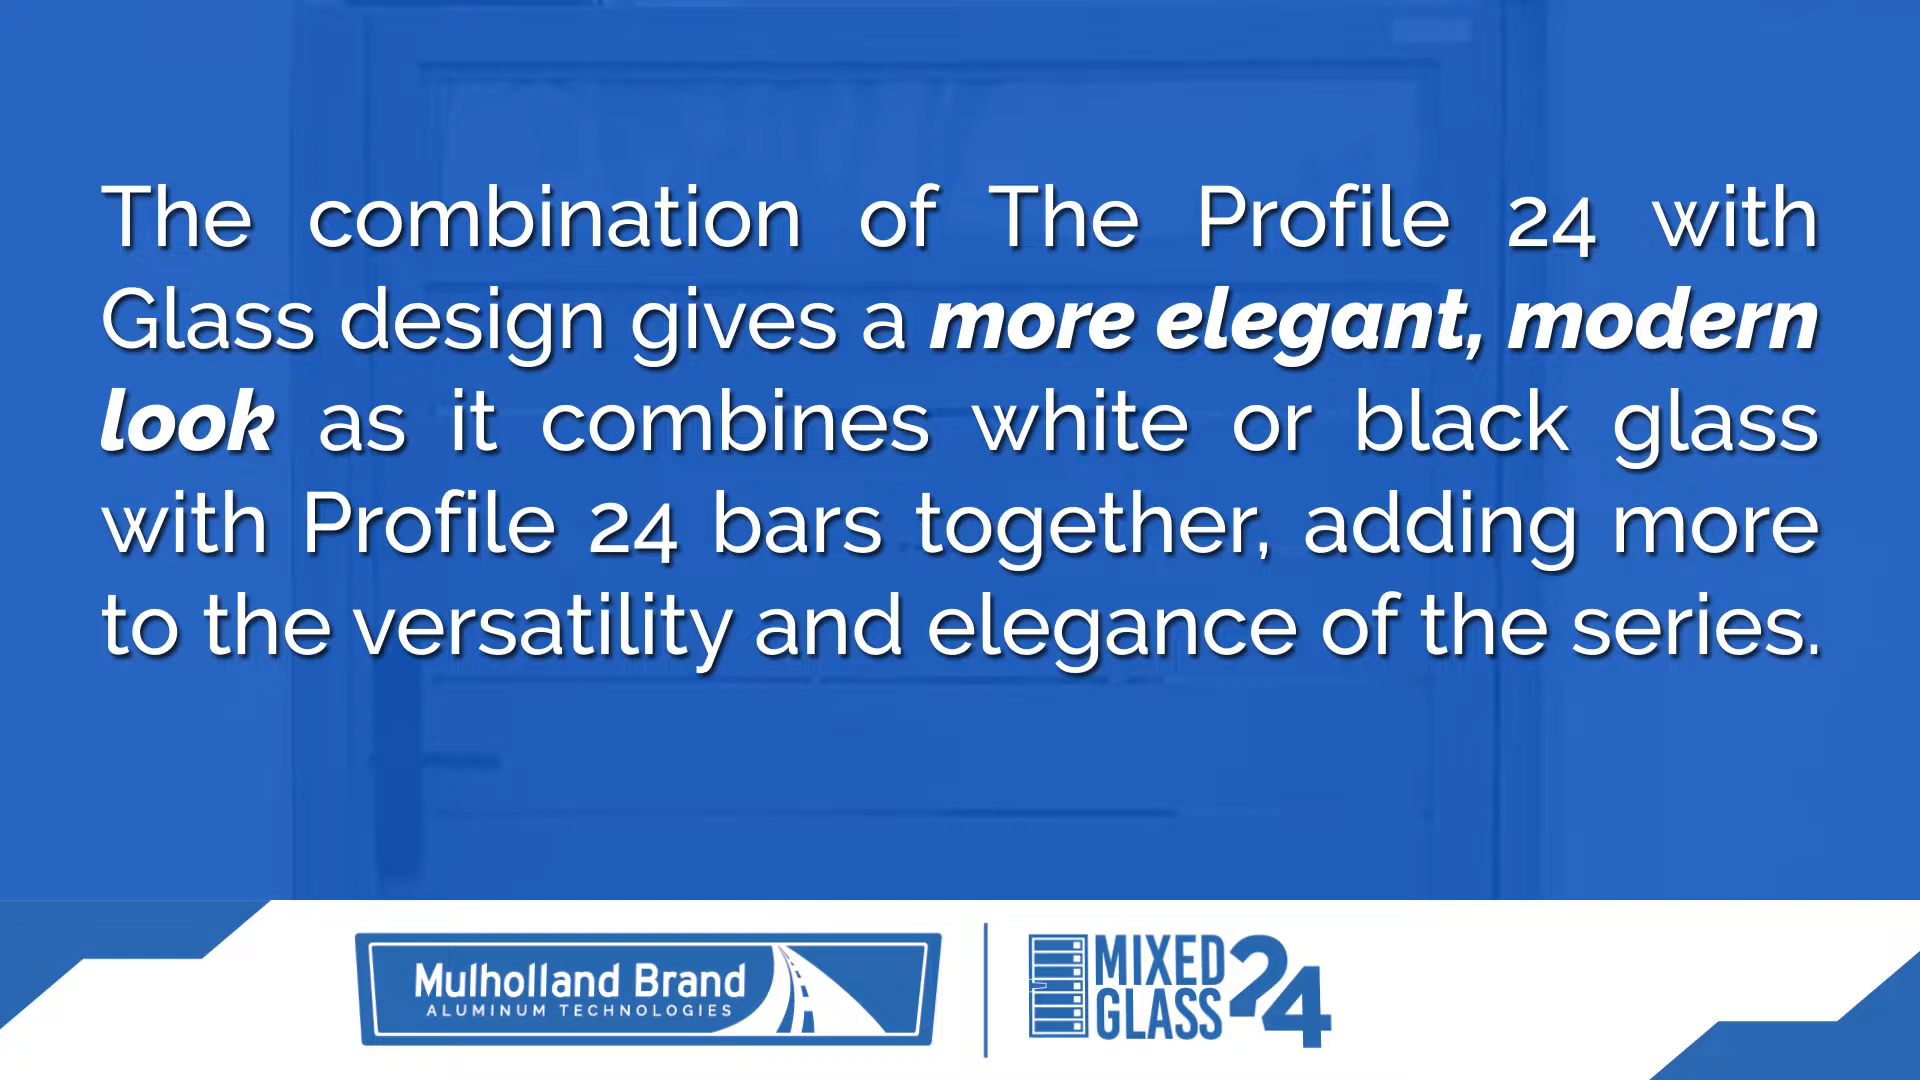 The combination of The Profile 24 with
Glass design gives a more elegant, modern
look as it combines white or black glass
with Profile 24 bars together, adding more
to the versatility and elegance of the series.
Mulholland Brand
ALUMINUM TECHNOLOGIES
MIXED
GLASS
24